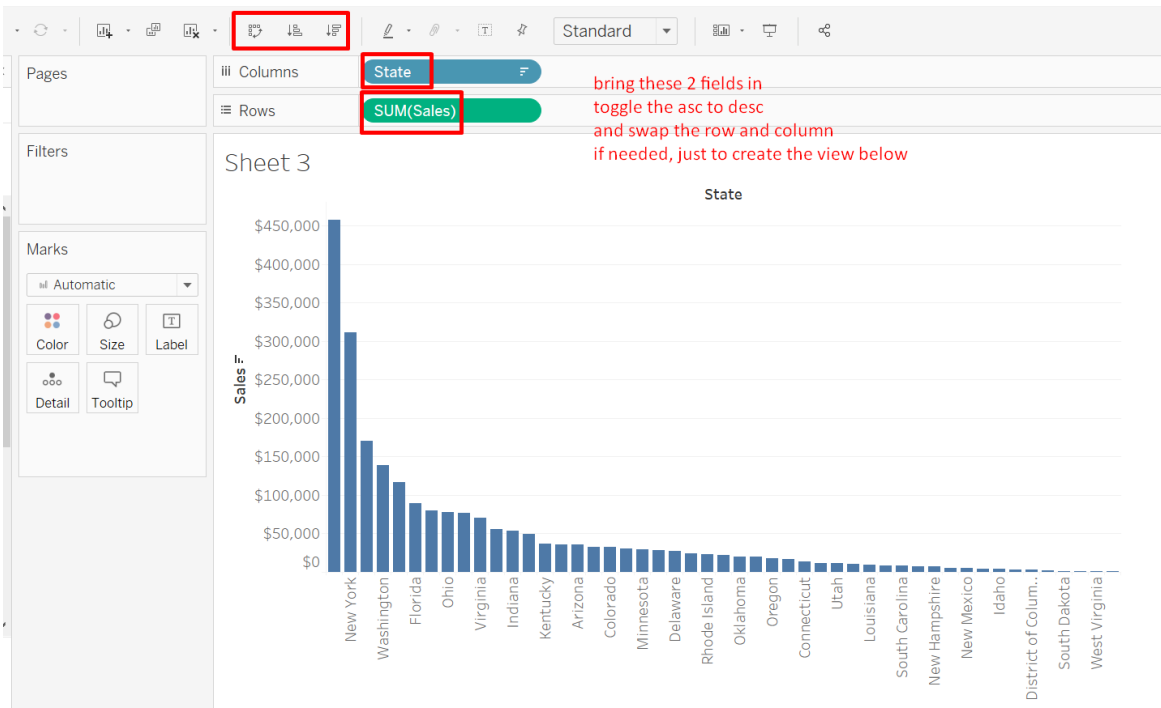 Standard
Pages
Columns
State
Rows
SUM(Sales)
bring these 2 fields in
toggle the asc to desc
and swap the row and column
if needed, just to create the view below
Filters
Marks
Automatic
Color
Size
Label
Detail
Tooltip
Sheet 3
State
Sales
$450,000
$400,000
$350,000
$300,000
$250,000
$200,000
$150,000
$100,000
$50,000
$0
New York
Washington
Florida
Ohio
Virginia
Indiana
Kentucky
Arizona
Colorado
Minnesota
Delaware
Rhode Island
Oklahoma
Oregon
Connecticut
Utah
Louisiana
South Carolina
New Hampshire
New Mexico
Idaho
District of Colum..
South Dakota
West Virginia